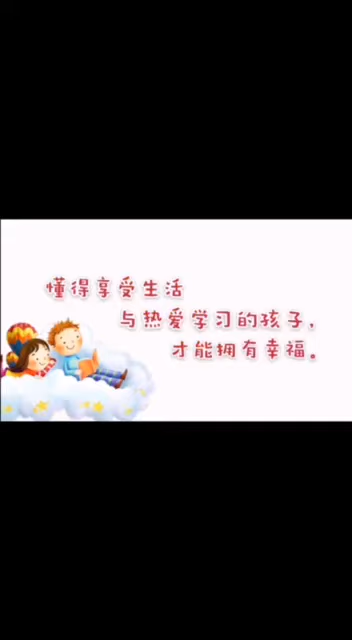 懂得享受生活
与热爱学习的孩子，
才能拥有幸福。